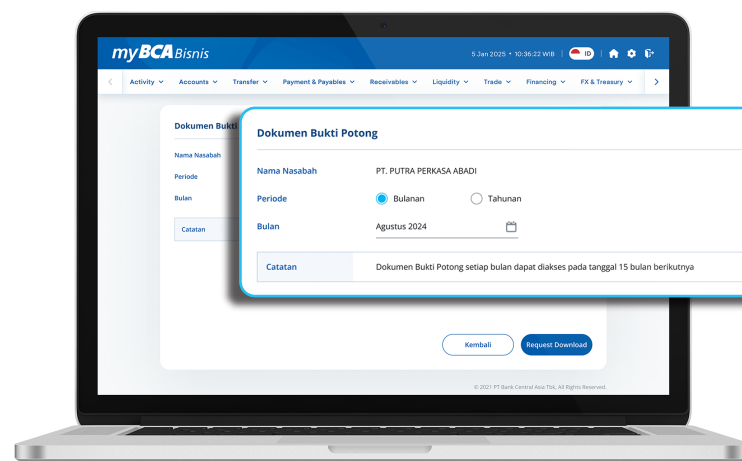 myBCA Bisnis
5 Jan 2025 • 10:36:22 WIB | ID
Activity Accounts Transfer Payment & Payables Receivables Liquidity Trade Financing FX & Treasury
Dokumen Bukti
Nama Nasabah
Periode
Bulan
Catatan
Dokumen Bukti Potong
Nama Nasabah PT. PUTRA PERKASA ABADI
Periode Bulanan Tahunan
Bulan Agustus 2024
Catatan Dokumen Bukti Potong setiap bulan dapat diakses pada tanggal 15 bulan berikutnya
Kembali Request Download
© 2021 PT Bank Central Asia Tbk, All Rights Reserved.